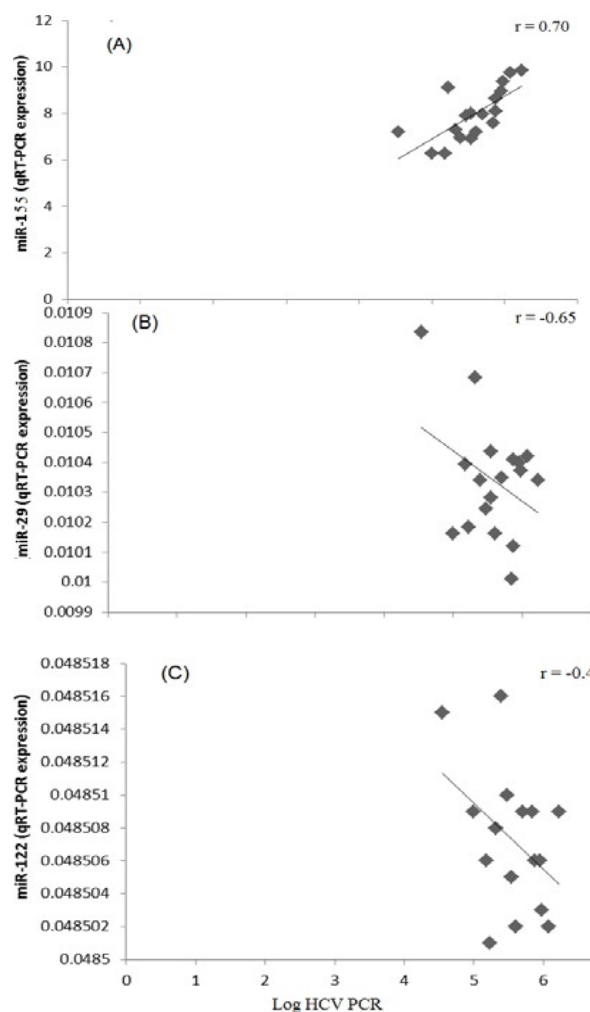 (A)
r = 0.70
miR-155 (qRT-PCR expression)
12
10
8
6
4
2
0
(B)
r = -0.65
miR-29 (qRT-PCR expression)
0.0109
0.0108
0.0107
0.0106
0.0105
0.0104
0.0103
0.0102
0.0101
0.01
0.0099
(C)
r = -0.4
miR-122 (qRT-PCR expression)
0.048518
0.048516
0.048514
0.048512
0.04851
0.048508
0.048506
0.048504
0.048502
0.0485
0 1 2 3 4 5 6
Log HCV PCR